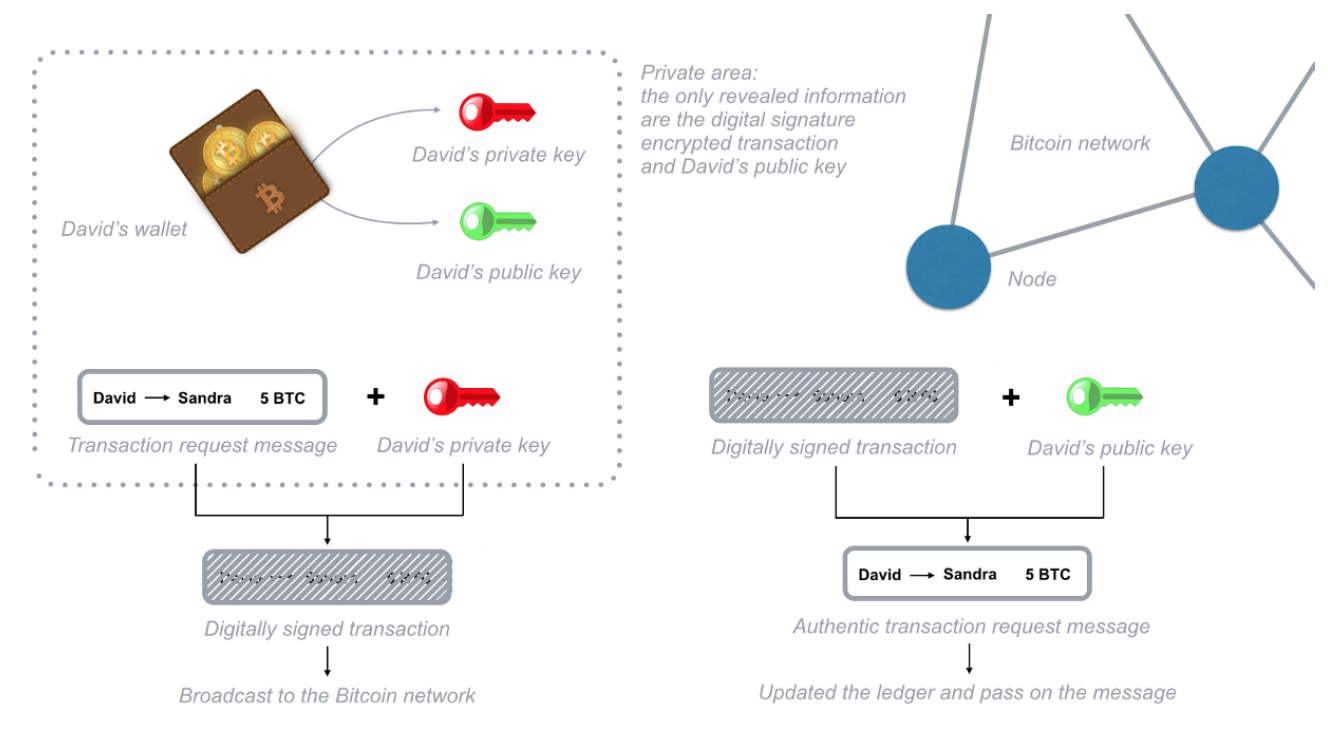 David's wallet
David's private key
David's public key
Private area:
the only revealed information
are the digital signature
encrypted transaction
and David's public key
Bitcoin network
Node
David → Sandra 5 BTC
+
Transaction request message
David's private key
Digitally signed transaction
Broadcast to the Bitcoin network
+
Digitally signed transaction
David's public key
David → Sandra 5 BTC
Authentic transaction request message
Updated the ledger and pass on the message